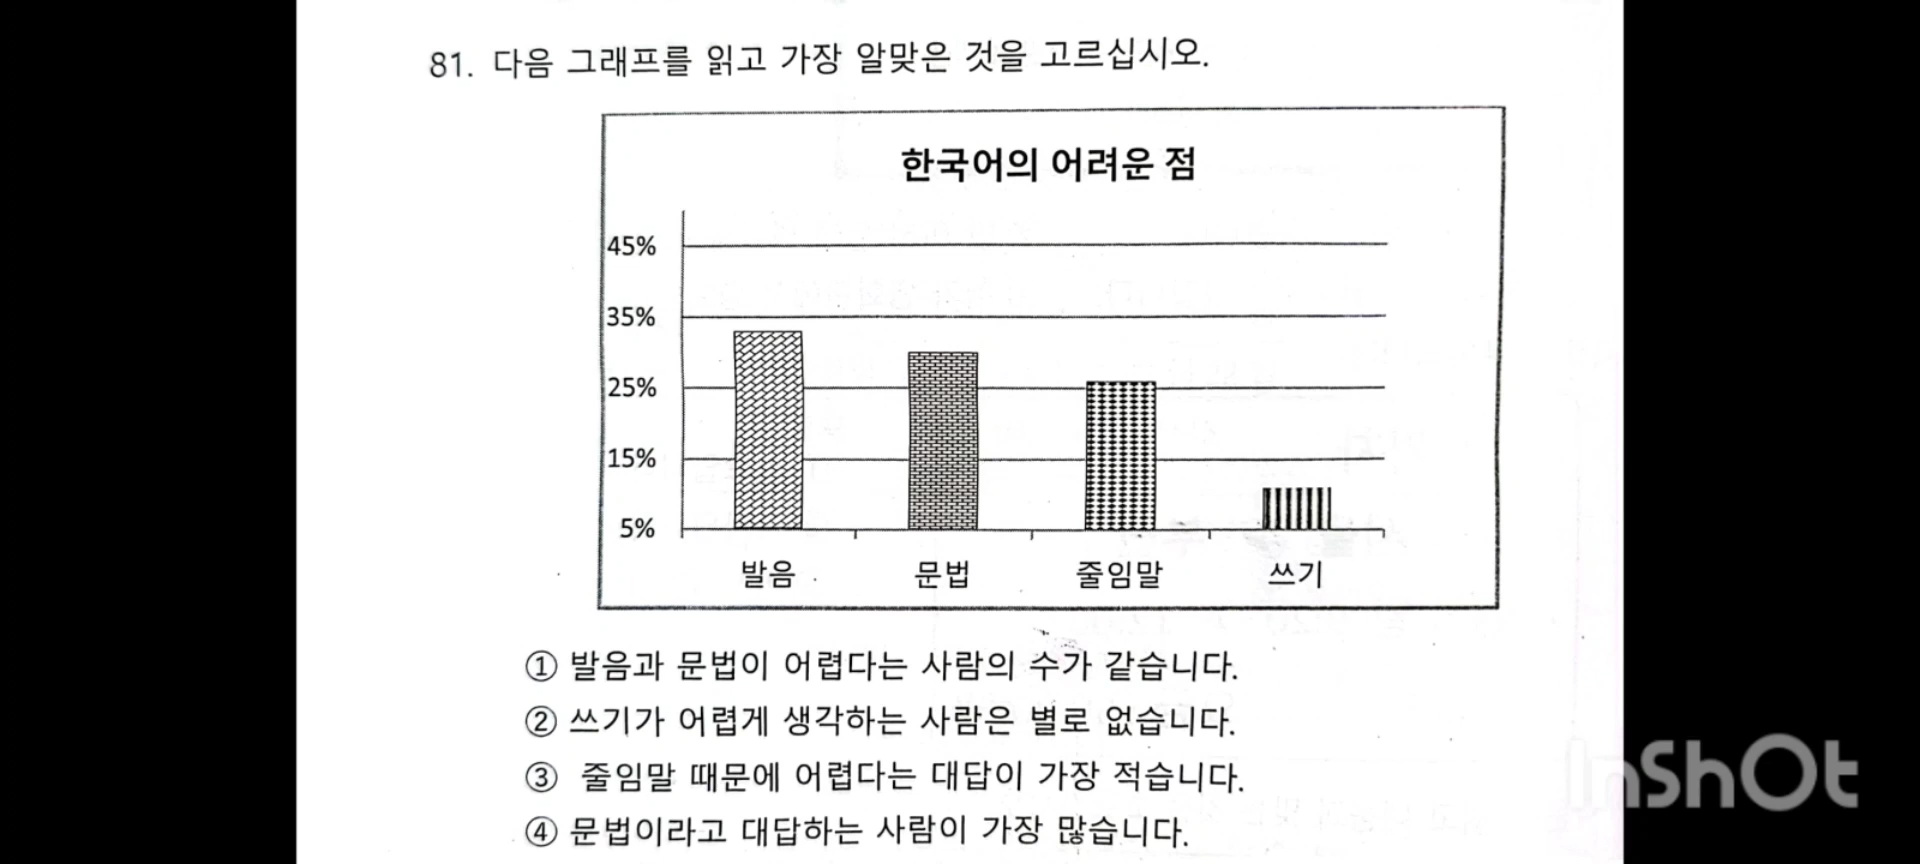 81. 다음 그래프를 읽고 가장 알맞은 것을 고르십시오.
한국어의 어려운 점
45%
35%
25%
15%
5%
발음 문법 줄임말 쓰기
① 발음과 문법이 어렵다는 사람의 수가 같습니다.
② 쓰기가 어렵게 생각하는 사람은 별로 없습니다.
③ 줄임말 때문에 어렵다는 대답이 가장 적습니다.
④ 문법이라고 대답하는 사람이 가장 많습니다.
InShOt